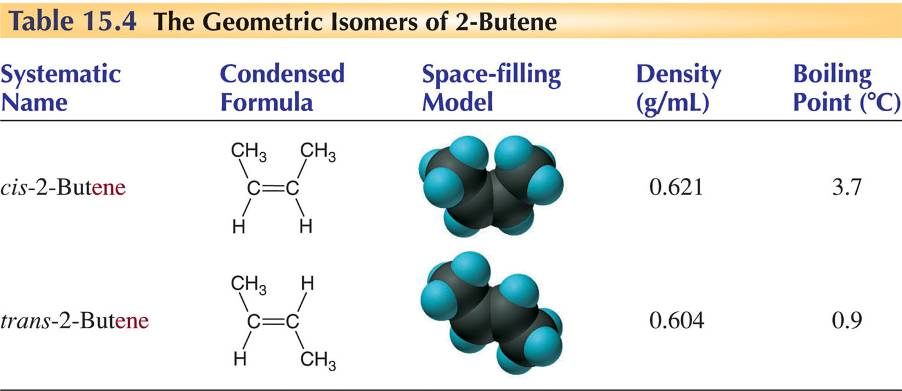 Table 15.4 The Geometric Isomers of 2-Butene
Systematic Name
Condensed Formula
Space-filling Model
Density (g/mL)
Boiling Point (°C)
cis-2-Butene
CH₃ CH₃
C=C
H H
0.621
3.7
trans-2-Butene
CH₃ H
C=C
H CH₃
0.604
0.9